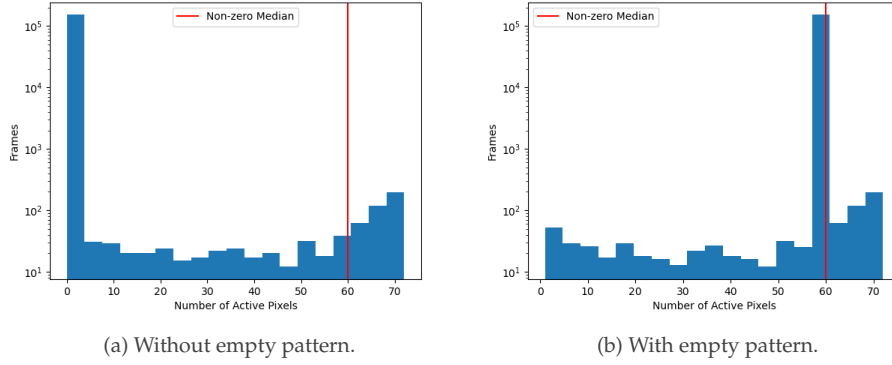 Non-zero Median
10^5
10^4
10^3
10^2
10^1
Frames
0 10 20 30 40 50 60 70
Number of Active Pixels
(a) Without empty pattern.
Non-zero Median
10^5
10^4
10^3
10^2
10^1
Frames
0 10 20 30 40 50 60 70
Number of Active Pixels
(b) With empty pattern.